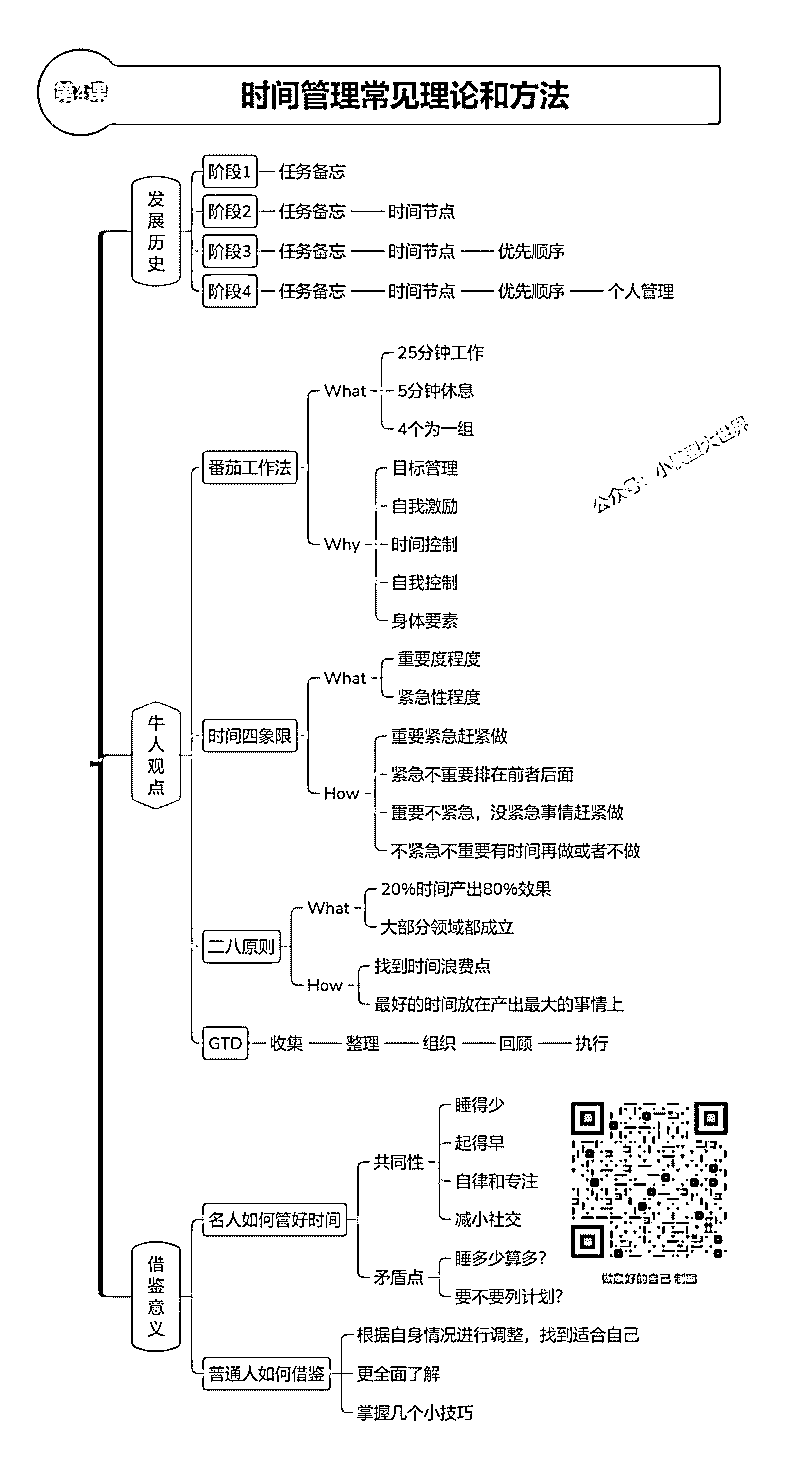 第4课
时间管理常见理论和方法
发展历史
阶段1 任务备忘
阶段2 任务备忘 时间节点
阶段3 任务备忘 时间节点 优先顺序
阶段4 任务备忘 时间节点 优先顺序 个人管理
牛人观点
番茄工作法
What
25分钟工作
5分钟休息
4个为一组
Why
目标管理
自我激励
时间控制
自我控制
身体要素
公众号：小模型大世界
时间四象限
What
重要度程度
紧急性程度
How
重要紧急赶紧做
紧急不重要排在前者后面
重要不紧急，没紧急事情赶紧做
不紧急不重要有时间再做或者不做
二八原则
What
20%时间产出80%效果
大部分领域都成立
How
找到时间浪费点
最好的时间放在产出最大的事情上
GTD 收集 整理 组织 回顾 执行
借鉴意义
名人如何管好时间
共同性
睡得少
起得早
自律和专注
减小社交
矛盾点
睡多少算多？
要不要列计划？
做最好的自己 制图
普通人如何借鉴
根据自身情况进行调整，找到适合自己
更全面了解
掌握几个小技巧